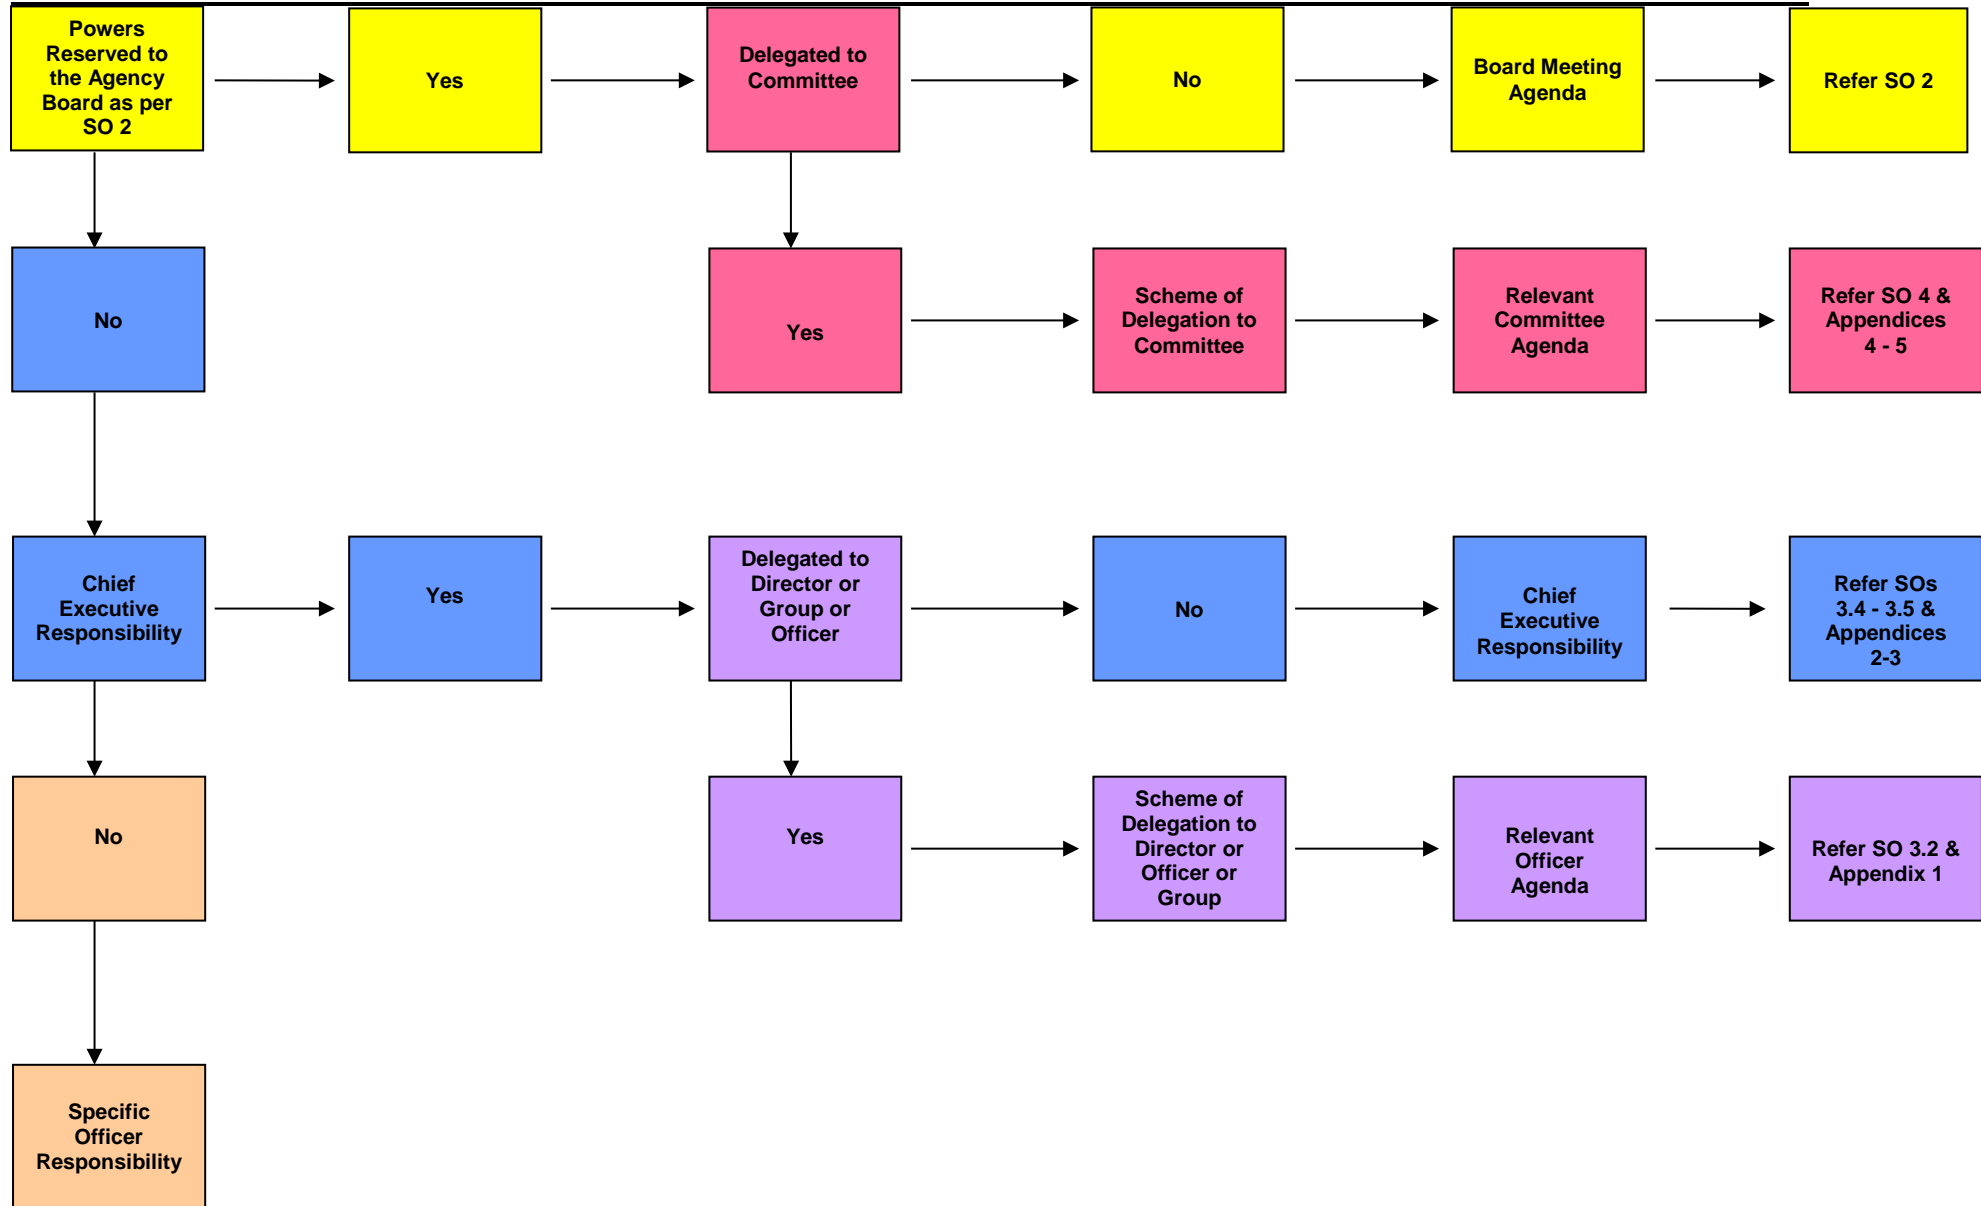 Powers
Reserved to
the Agency
Board as per
SO 2
Yes
Delegated to
Committee
No
Board Meeting
Agenda
Refer SO 2
No
Yes
Scheme of
Delegation to
Committee
Relevant
Committee
Agenda
Refer SO 4 &
Appendices
4 - 5
Chief
Executive
Responsibility
Yes
Delegated to
Director or
Group or
Officer
No
Chief
Executive
Responsibility
Refer SOs
3.4 - 3.5 &
Appendices
2-3
No
Yes
Scheme of
Delegation to
Director or
Officer or
Group
Relevant
Officer
Agenda
Refer SO 3.2 &
Appendix 1
Specific
Officer
Responsibility